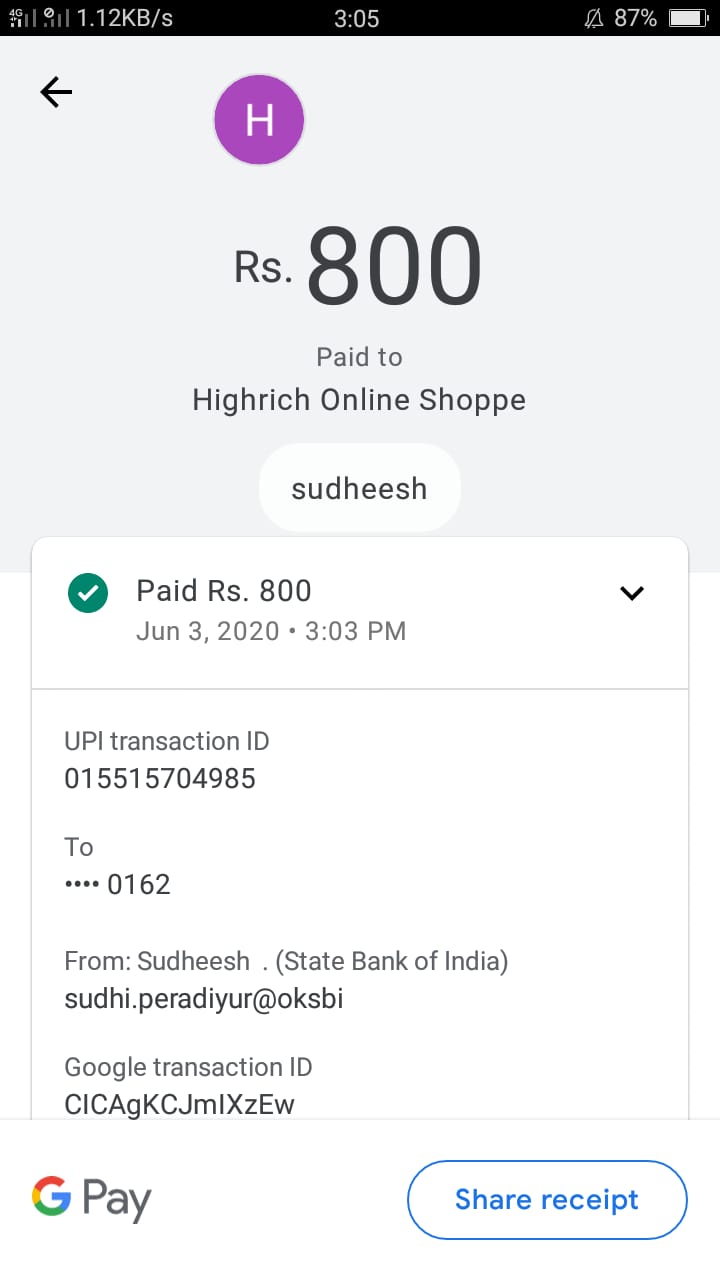 4G 1.12KB/s 3:05 87%
H
Rs. 800
Paid to
Highrich Online Shoppe
sudheesh
Paid Rs. 800
Jun 3, 2020 • 3:03 PM
UPI transaction ID
015515704985
To
•••• 0162
From: Sudheesh . (State Bank of India)
sudhi.peradiyur@oksbi
Google transaction ID
CICAgKCJmIXzEw
G Pay
Share receipt